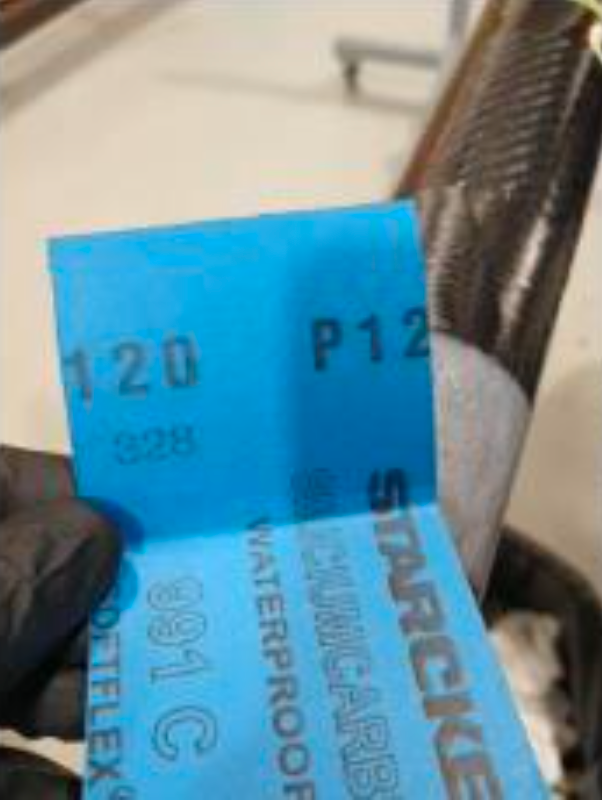 120 P12
328
STARCKE
WATERPROOF
991 C